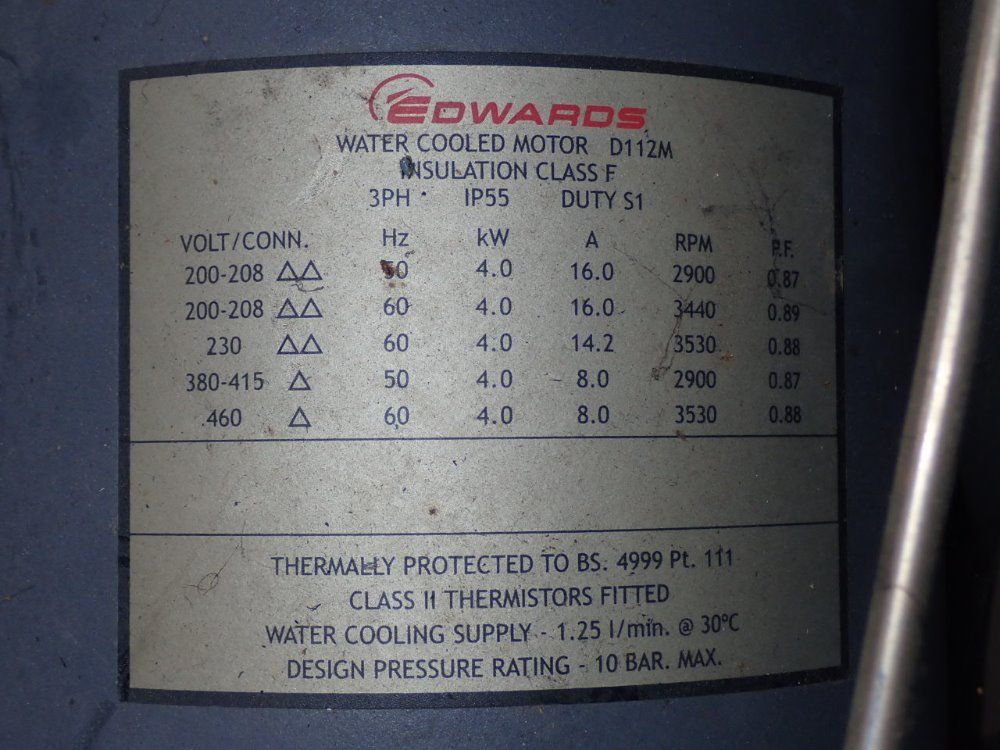 EDWARDS
WATER COOLED MOTOR D112M
INSULATION CLASS F
3PH IP55 DUTY S1
VOLT/CONN. Hz kW A RPM P.F.
200-208 △△ 50 4.0 16.0 2900 0.87
200-208 △△ 60 4.0 16.0 3440 0.89
230 △△ 60 4.0 14.2 3530 0.88
380-415 △ 50 4.0 8.0 2900 0.87
460 △ 60 4.0 8.0 3530 0.88
THERMALLY PROTECTED TO BS. 4999 Pt. 111
CLASS II THERMISTORS FITTED
WATER COOLING SUPPLY - 1.25 l/min. @ 30°C
DESIGN PRESSURE RATING - 10 BAR. MAX.